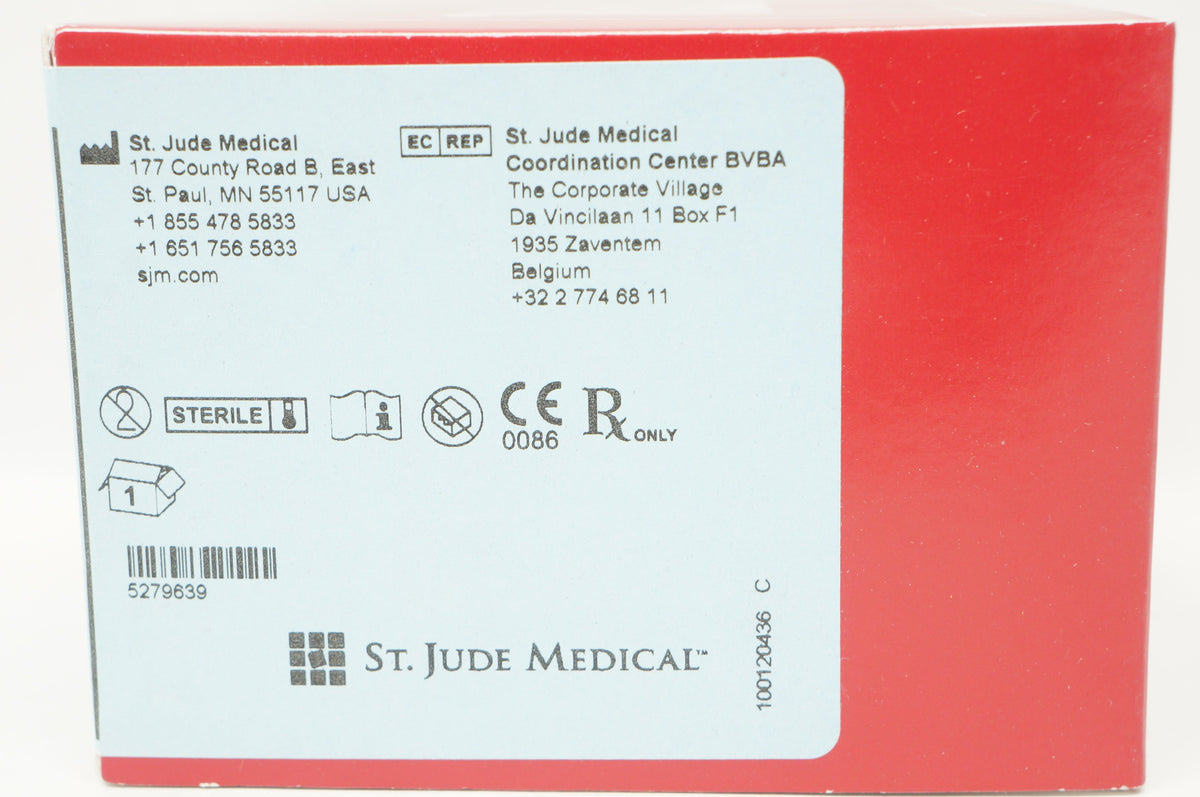 St. Jude Medical
177 County Road B, East
St. Paul, MN 55117 USA
+1 855 478 5833
+1 651 756 5833
sjm.com
EC REP
St. Jude Medical
Coordination Center BVBA
The Corporate Village
Da Vincilaan 11 Box F1
1935 Zaventem
Belgium
+32 2 774 68 11
2
STERILE
i
CE
0086
Rx ONLY
1
5279639
ST. JUDE MEDICAL™
100120436 C